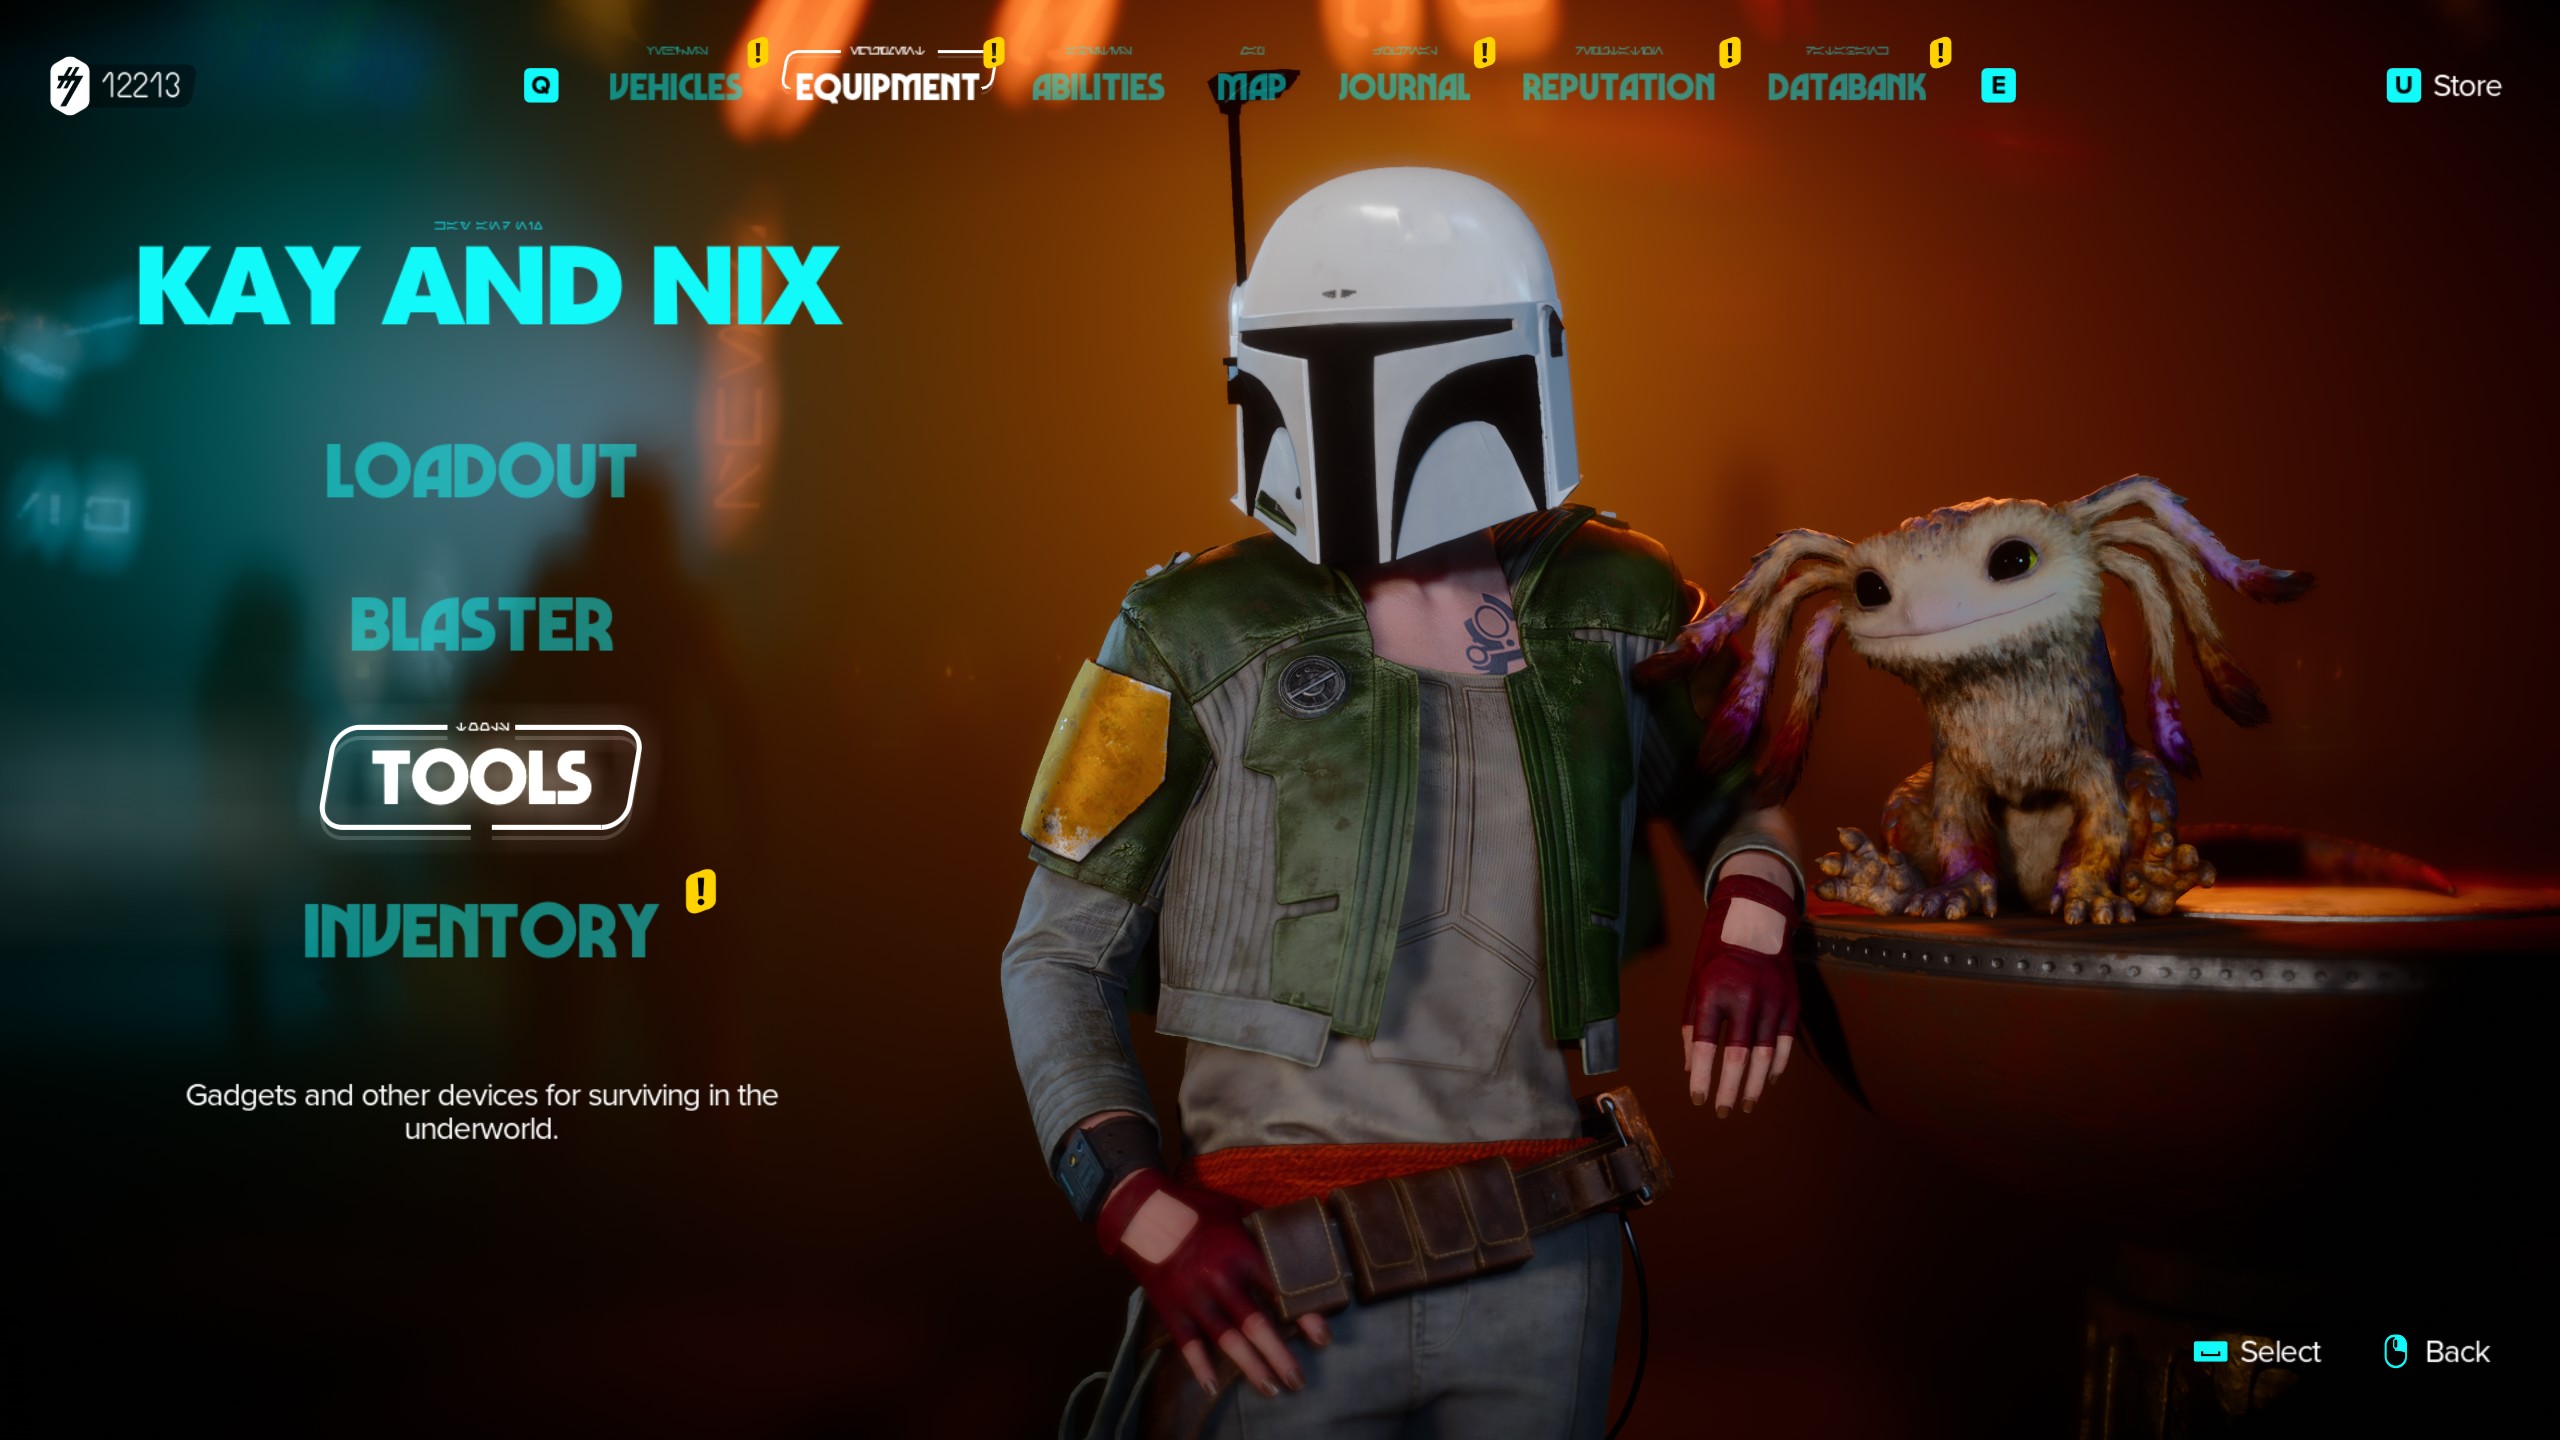 12213
Q
VEHICLES !
EQUIPMENT !
ABILITIES
MAP
JOURNAL !
REPUTATION !
DATABANK !
E
U Store
KAY AND NIX
LOADOUT
BLASTER
TOOLS
INVENTORY !
Gadgets and other devices for surviving in the
underworld.
Select
Back